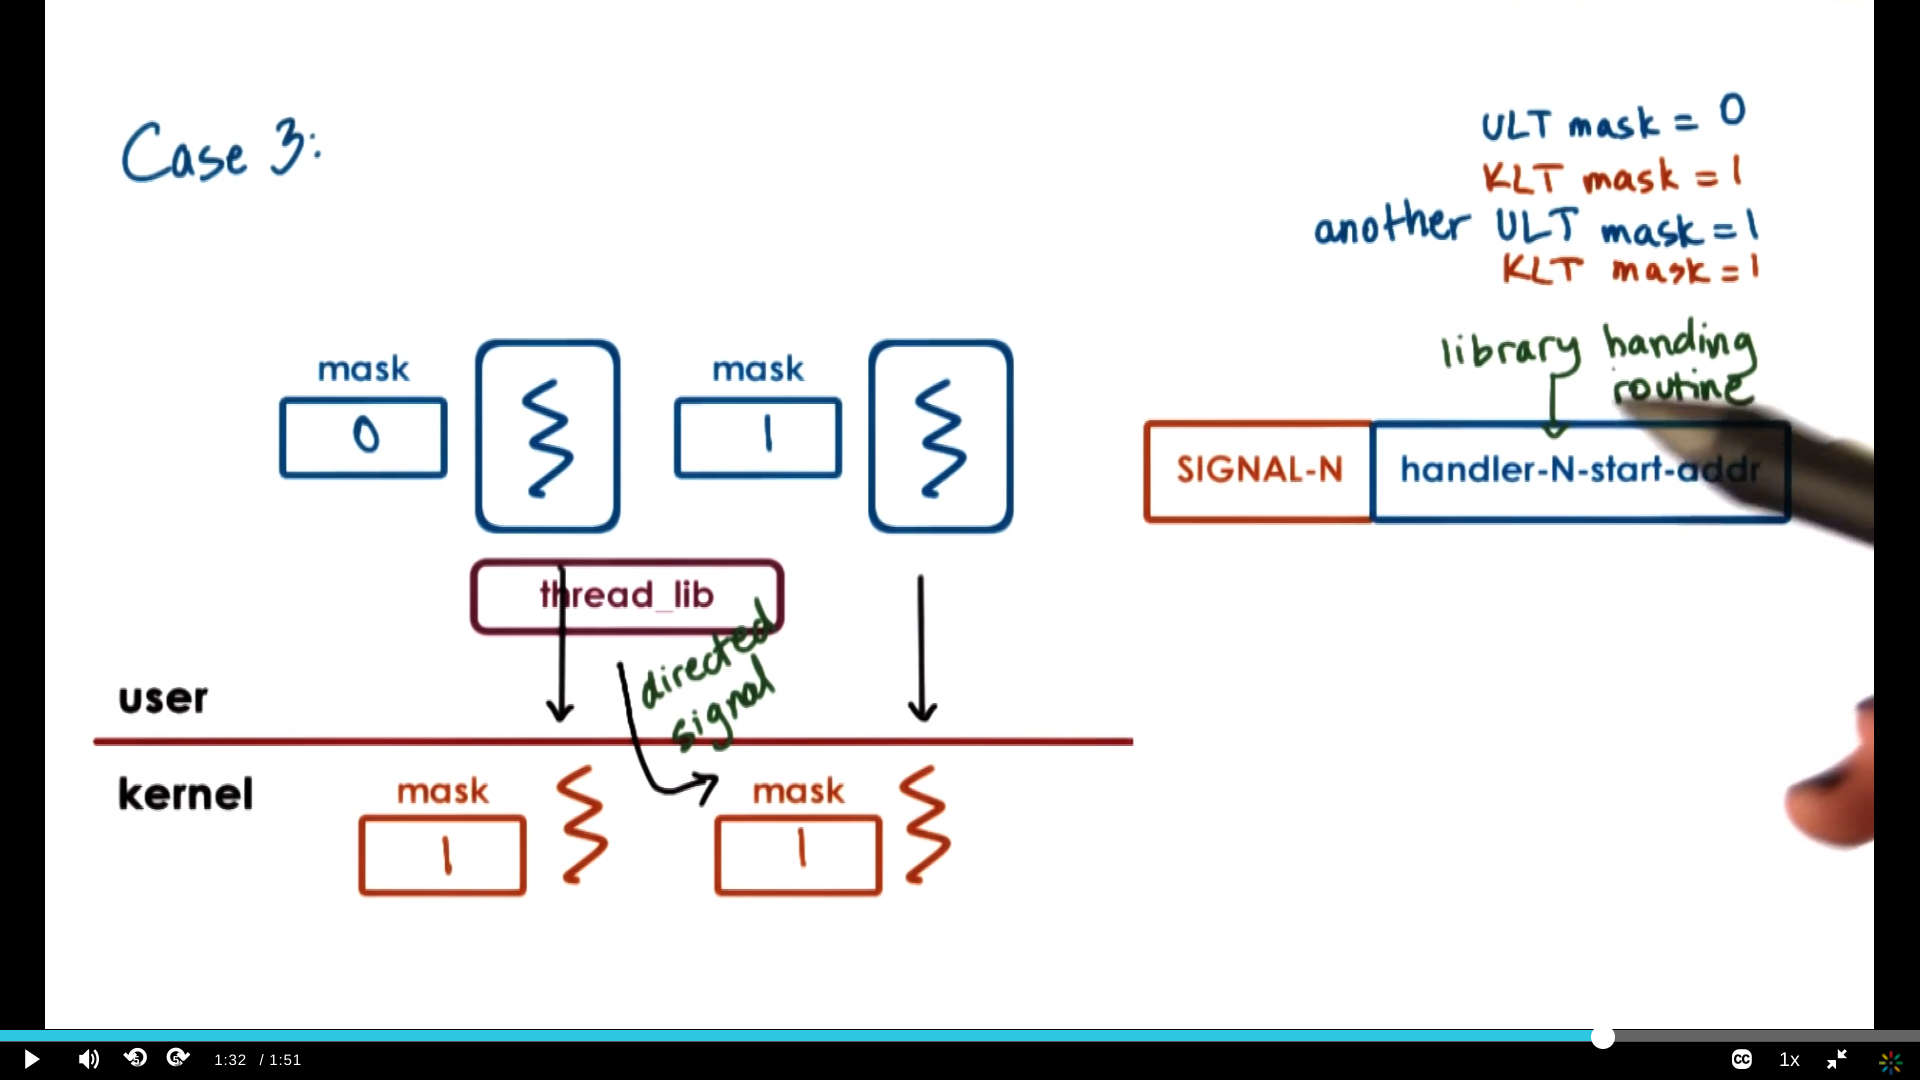 Case 3:
ULT mask = 0
KLT mask = 1
another ULT mask = 1
KLT mask = 1
library handing
routine
mask
mask
0
1
SIGNAL-N
handler-N-start-addr
thread_lib
directed
signal
user
kernel
mask
mask
1
1
1:32 / 1:51
CC
1x